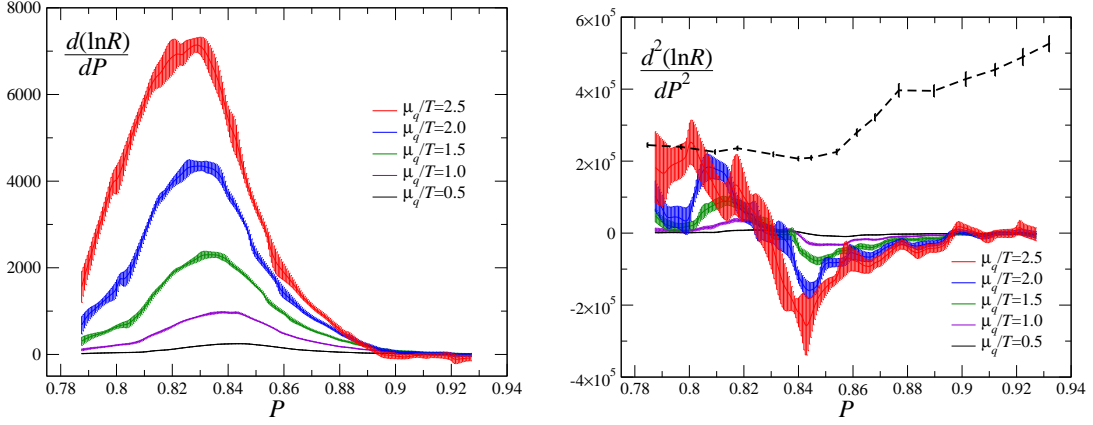 8000
6000
4000
2000
0
d(lnR)
dP
μq/T=2.5
μq/T=2.0
μq/T=1.5
μq/T=1.0
μq/T=0.5
0.78 0.8 0.82 0.84 0.86 0.88 0.9 0.92 0.94
P
6×10⁵
4×10⁵
2×10⁵
0
-2×10⁵
-4×10⁵
d²(lnR)
dP²
μq/T=2.5
μq/T=2.0
μq/T=1.5
μq/T=1.0
μq/T=0.5
0.78 0.8 0.82 0.84 0.86 0.88 0.9 0.92 0.94
P